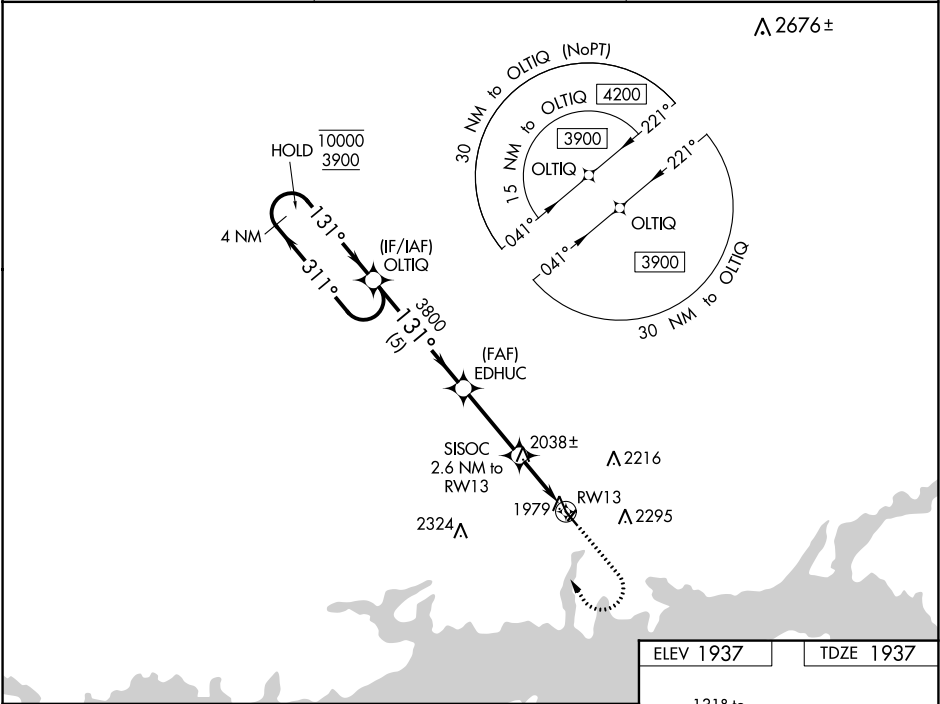 2676±
30 NM to OLTIQ (NoPT)
15 NM to OLTIQ
4200
3900
221°
OLTIQ
041°
221°
OLTIQ
041°
3900
30 NM to OLTIQ
HOLD
10000
3900
4 NM
131°
311°
(IF/IAF)
OLTIQ
3800
131°
(5)
(FAF)
EDHUC
SISOC
2.6 NM to
RW13
2038±
2216
1979
RW13
2295
2324
ELEV 1937
TDZE 1937
131° to